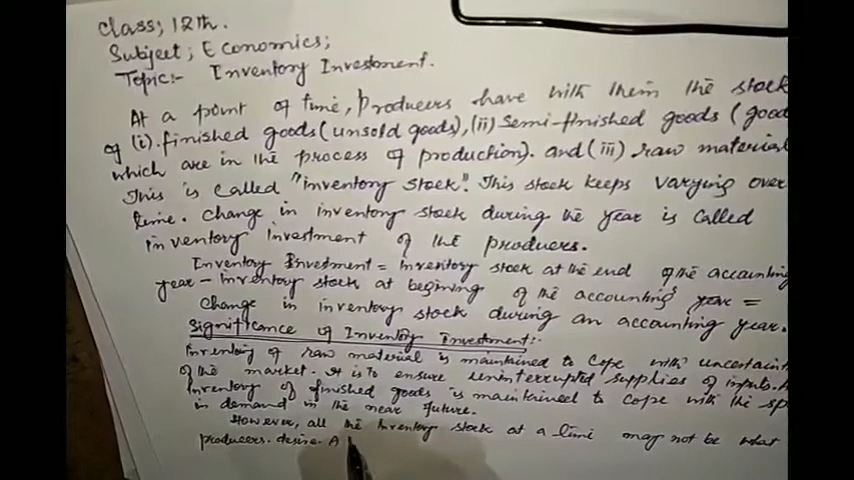 Class; 12th.
Subject; Economics;
Topic:- Inventory Investment.
At a point of time, producers have with them the stock
of (i). finished goods (unsold goods), (ii) Semi-finished goods (good
which are in the process of production). and (iii). raw material
This is called "inventory stock". This stock keeps varying over
time. Change in inventory stock during the year is called
inventory investment of the producers.
Inventory Investment = inventory stock at the end of the accounting
year - inventory stock at begining of the accounting year =
Change in inventory stock during an accounting year.
Significance of Inventory Investment:-
Inventory of raw material is maintained to cope with uncertaint
of the market. It is to ensure uninterrupted supplies of inputs.
Inventory of finished goods is maintained to cope with the sp
in demand in the near future.
However, all the inventory stock at a time may not be what
producers. desire. A